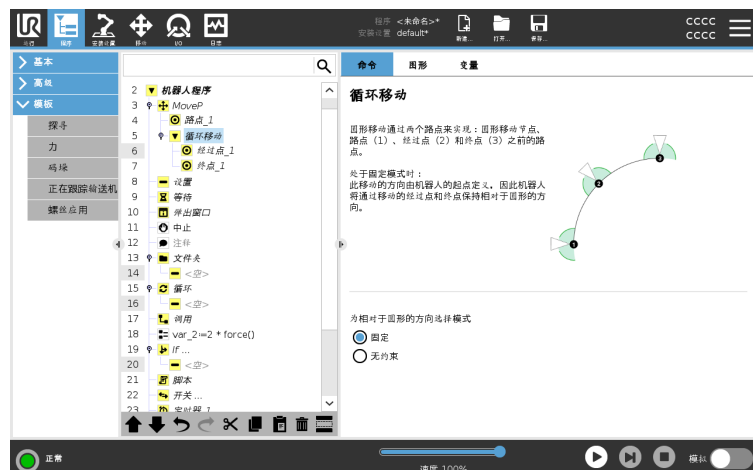 UR
运行
程序
安装设置
移动
I/O
日志
程序 <未命名>*
安装设置 default*
新建...
打开...
保存...
CCCC
CCCC
基本
高级
模板
探寻
力
码垛
正在跟踪输送机
螺丝应用
2 机器人程序
3 MoveP
4 路点_1
5 循环移动
6 经过点_1
7 终点_1
8 设置
9 等待
10 弹出窗口
11 中止
12 注释
13 文件夹
14 <空>
15 循环
16 <空>
17 调用
18 var_2:=2 * force()
19 If ...
20 <空>
21 脚本
22 开关 ...
23 定时器_1
命令 图形 变量
循环移动
圆形移动通过两个路点来实现：圆形移动节点、
路点（1）、经过点（2）和终点（3）之前的路
点。
处于固定模式时：
此移动的方向由机器人的起点定义，因此机器人
将通过移动的经过点和终点保持相对于圆形的方
向。
1
2
3
为相对于圆形的方向选择模式
固定
无约束
正常
速度 100%
模拟